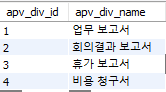 apv_div_id apv_div_name
1 업무 보고서
2 회의결과 보고서
3 휴가 보고서
4 비용 청구서